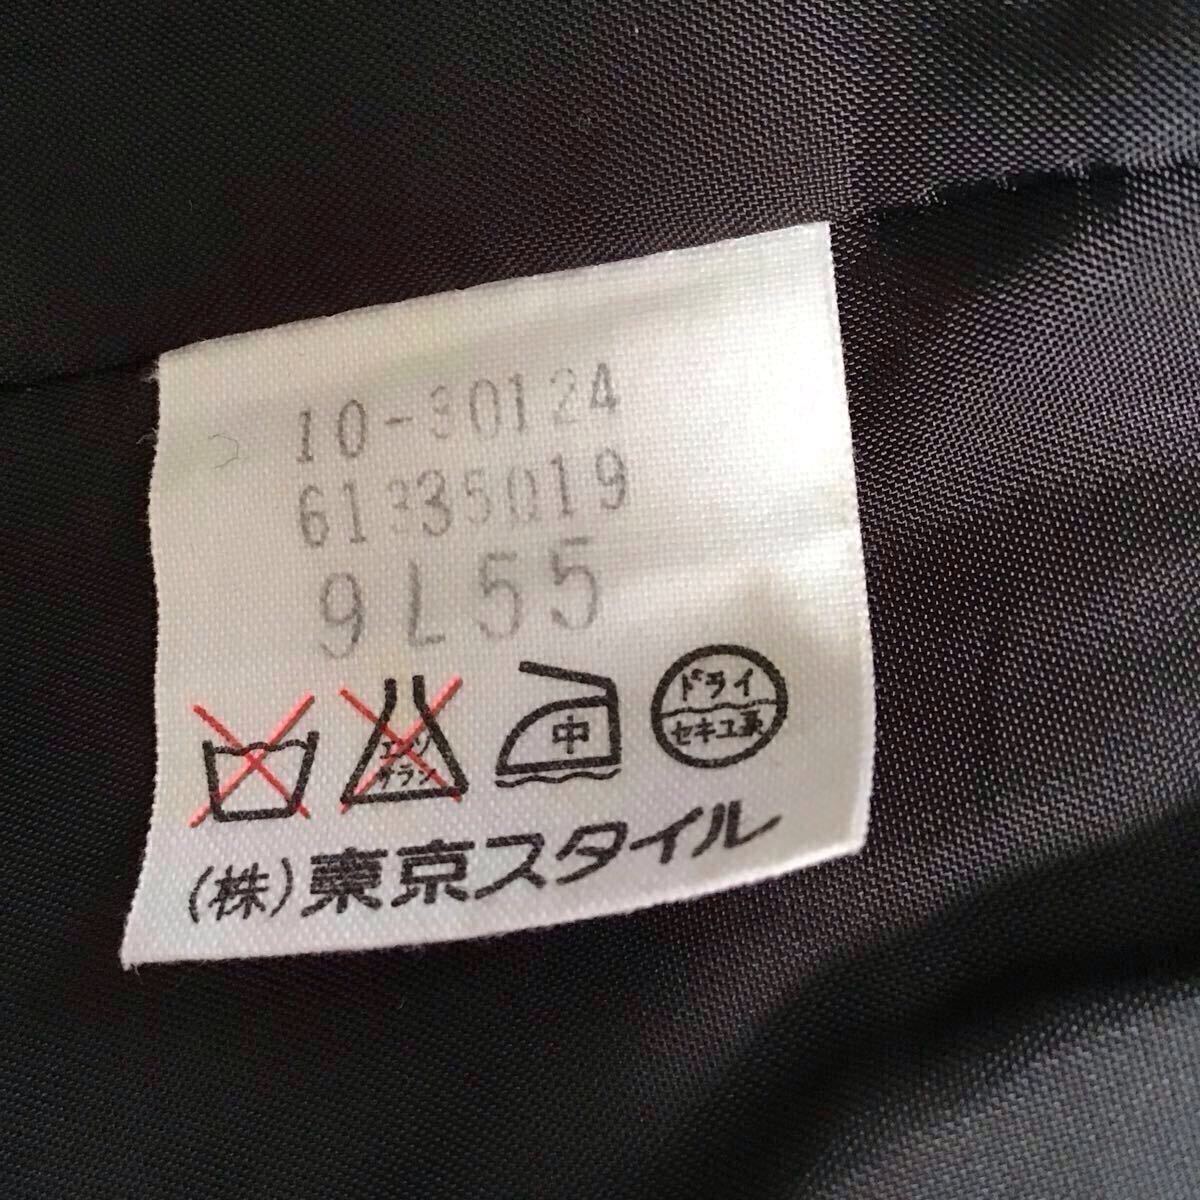 10-30124
61335019
9L55
エンソ
サラシ
中
ドライ
セキユ系
(株)東京スタイル